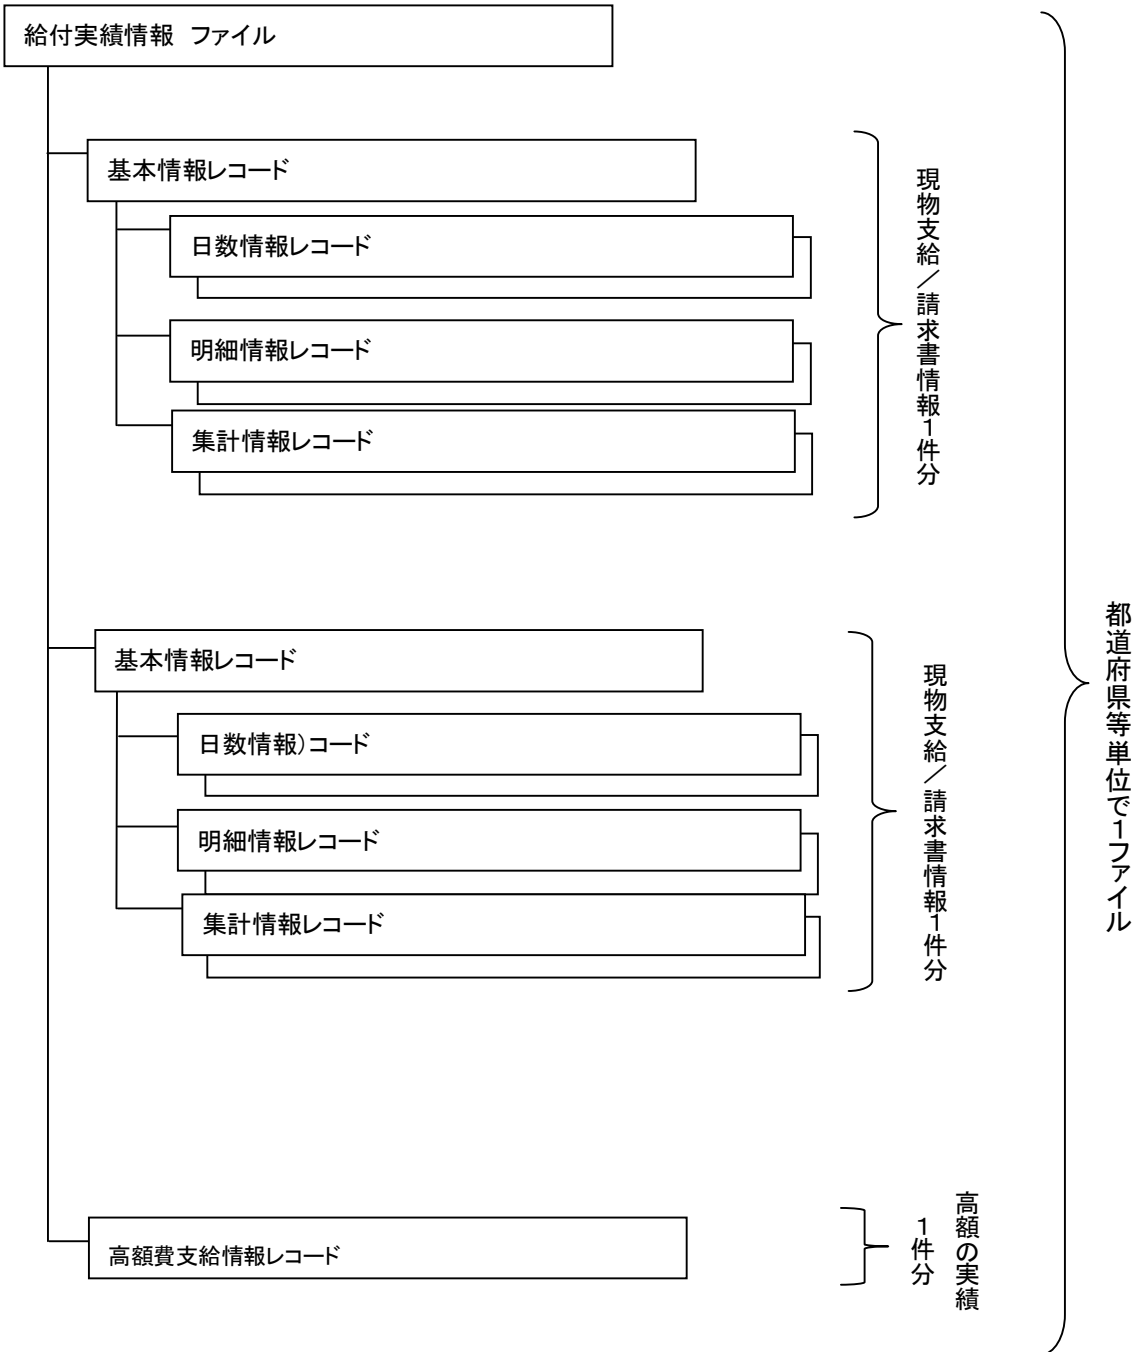 給付実績情報　ファイル
基本情報レコード
日数情報レコード
明細情報レコード
集計情報レコード
現物支給／請求書情報１件分
基本情報レコード
日数情報）コード
明細情報レコード
集計情報レコード
現物支給／請求書情報１件分
高額費支給情報レコード
高額の実績
１件分
都道府県等単位で１ファイル